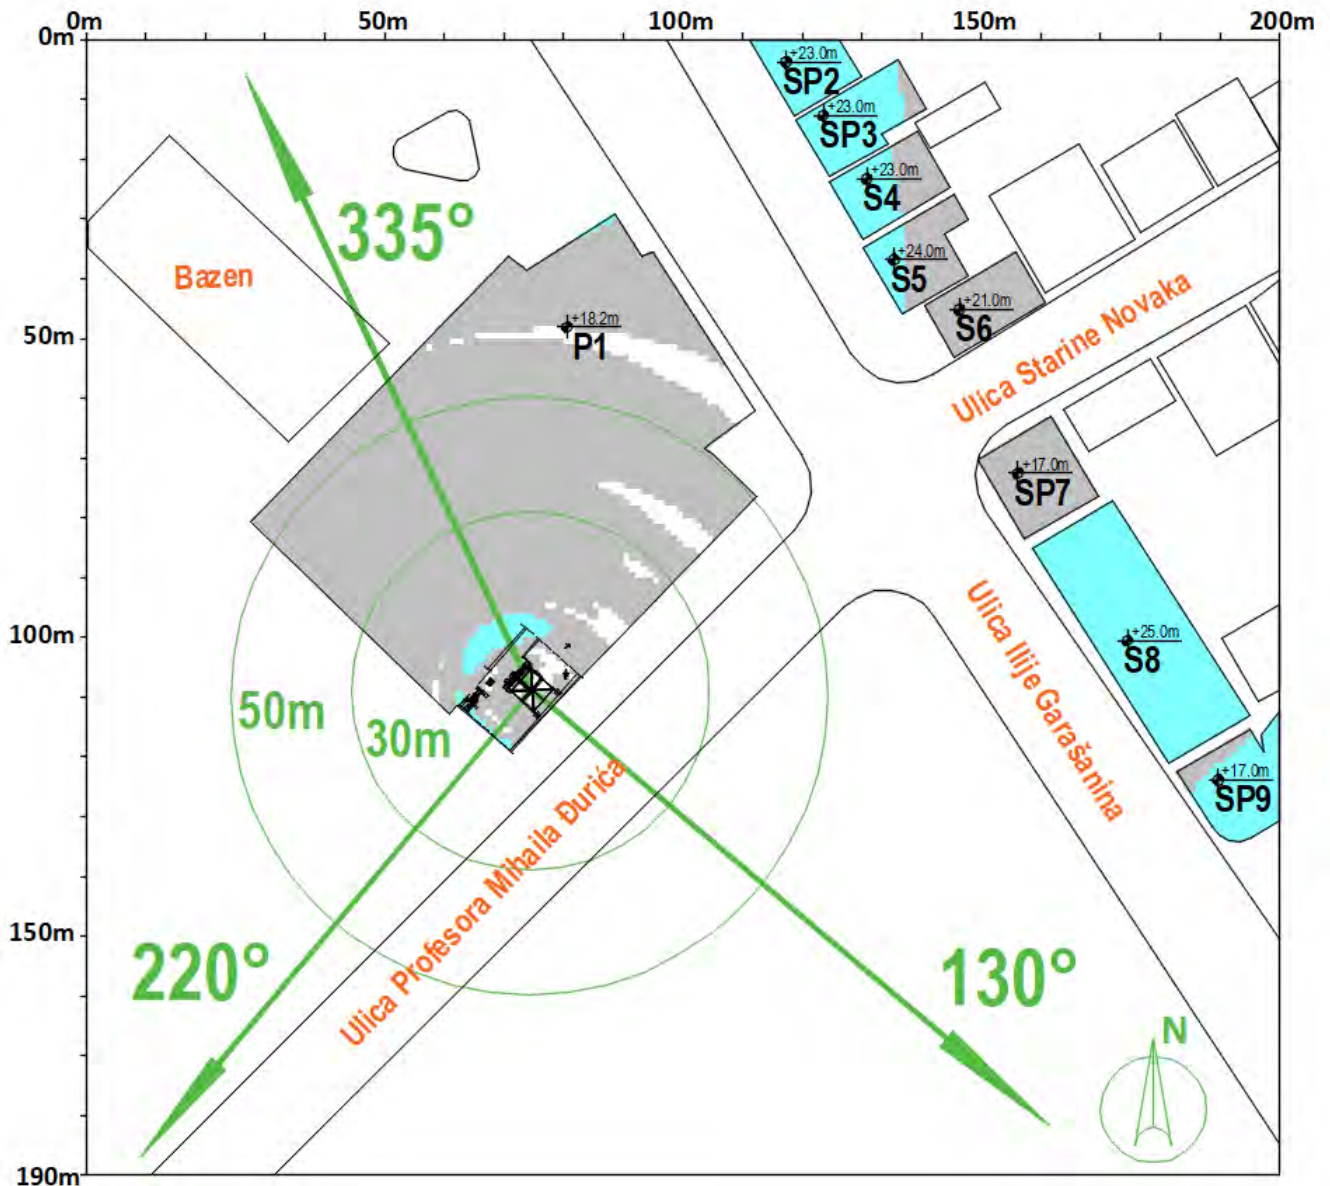 0m 50m 100m 150m 200m
0m
+23.0m
SP2
+23.0m
SP3
+23.0m
S4
335°
+24.0m
S5
Bazen
+21.0m
S6
+18.2m
P1
50m
Ulica Starine Novaka
+17.0m
SP7
100m
Ulica Ilije Garašanina
+25.0m
S8
50m
30m
+17.0m
SP9
Ulica Profesora Mihaila Đurića
150m
220°
130°
N
190m